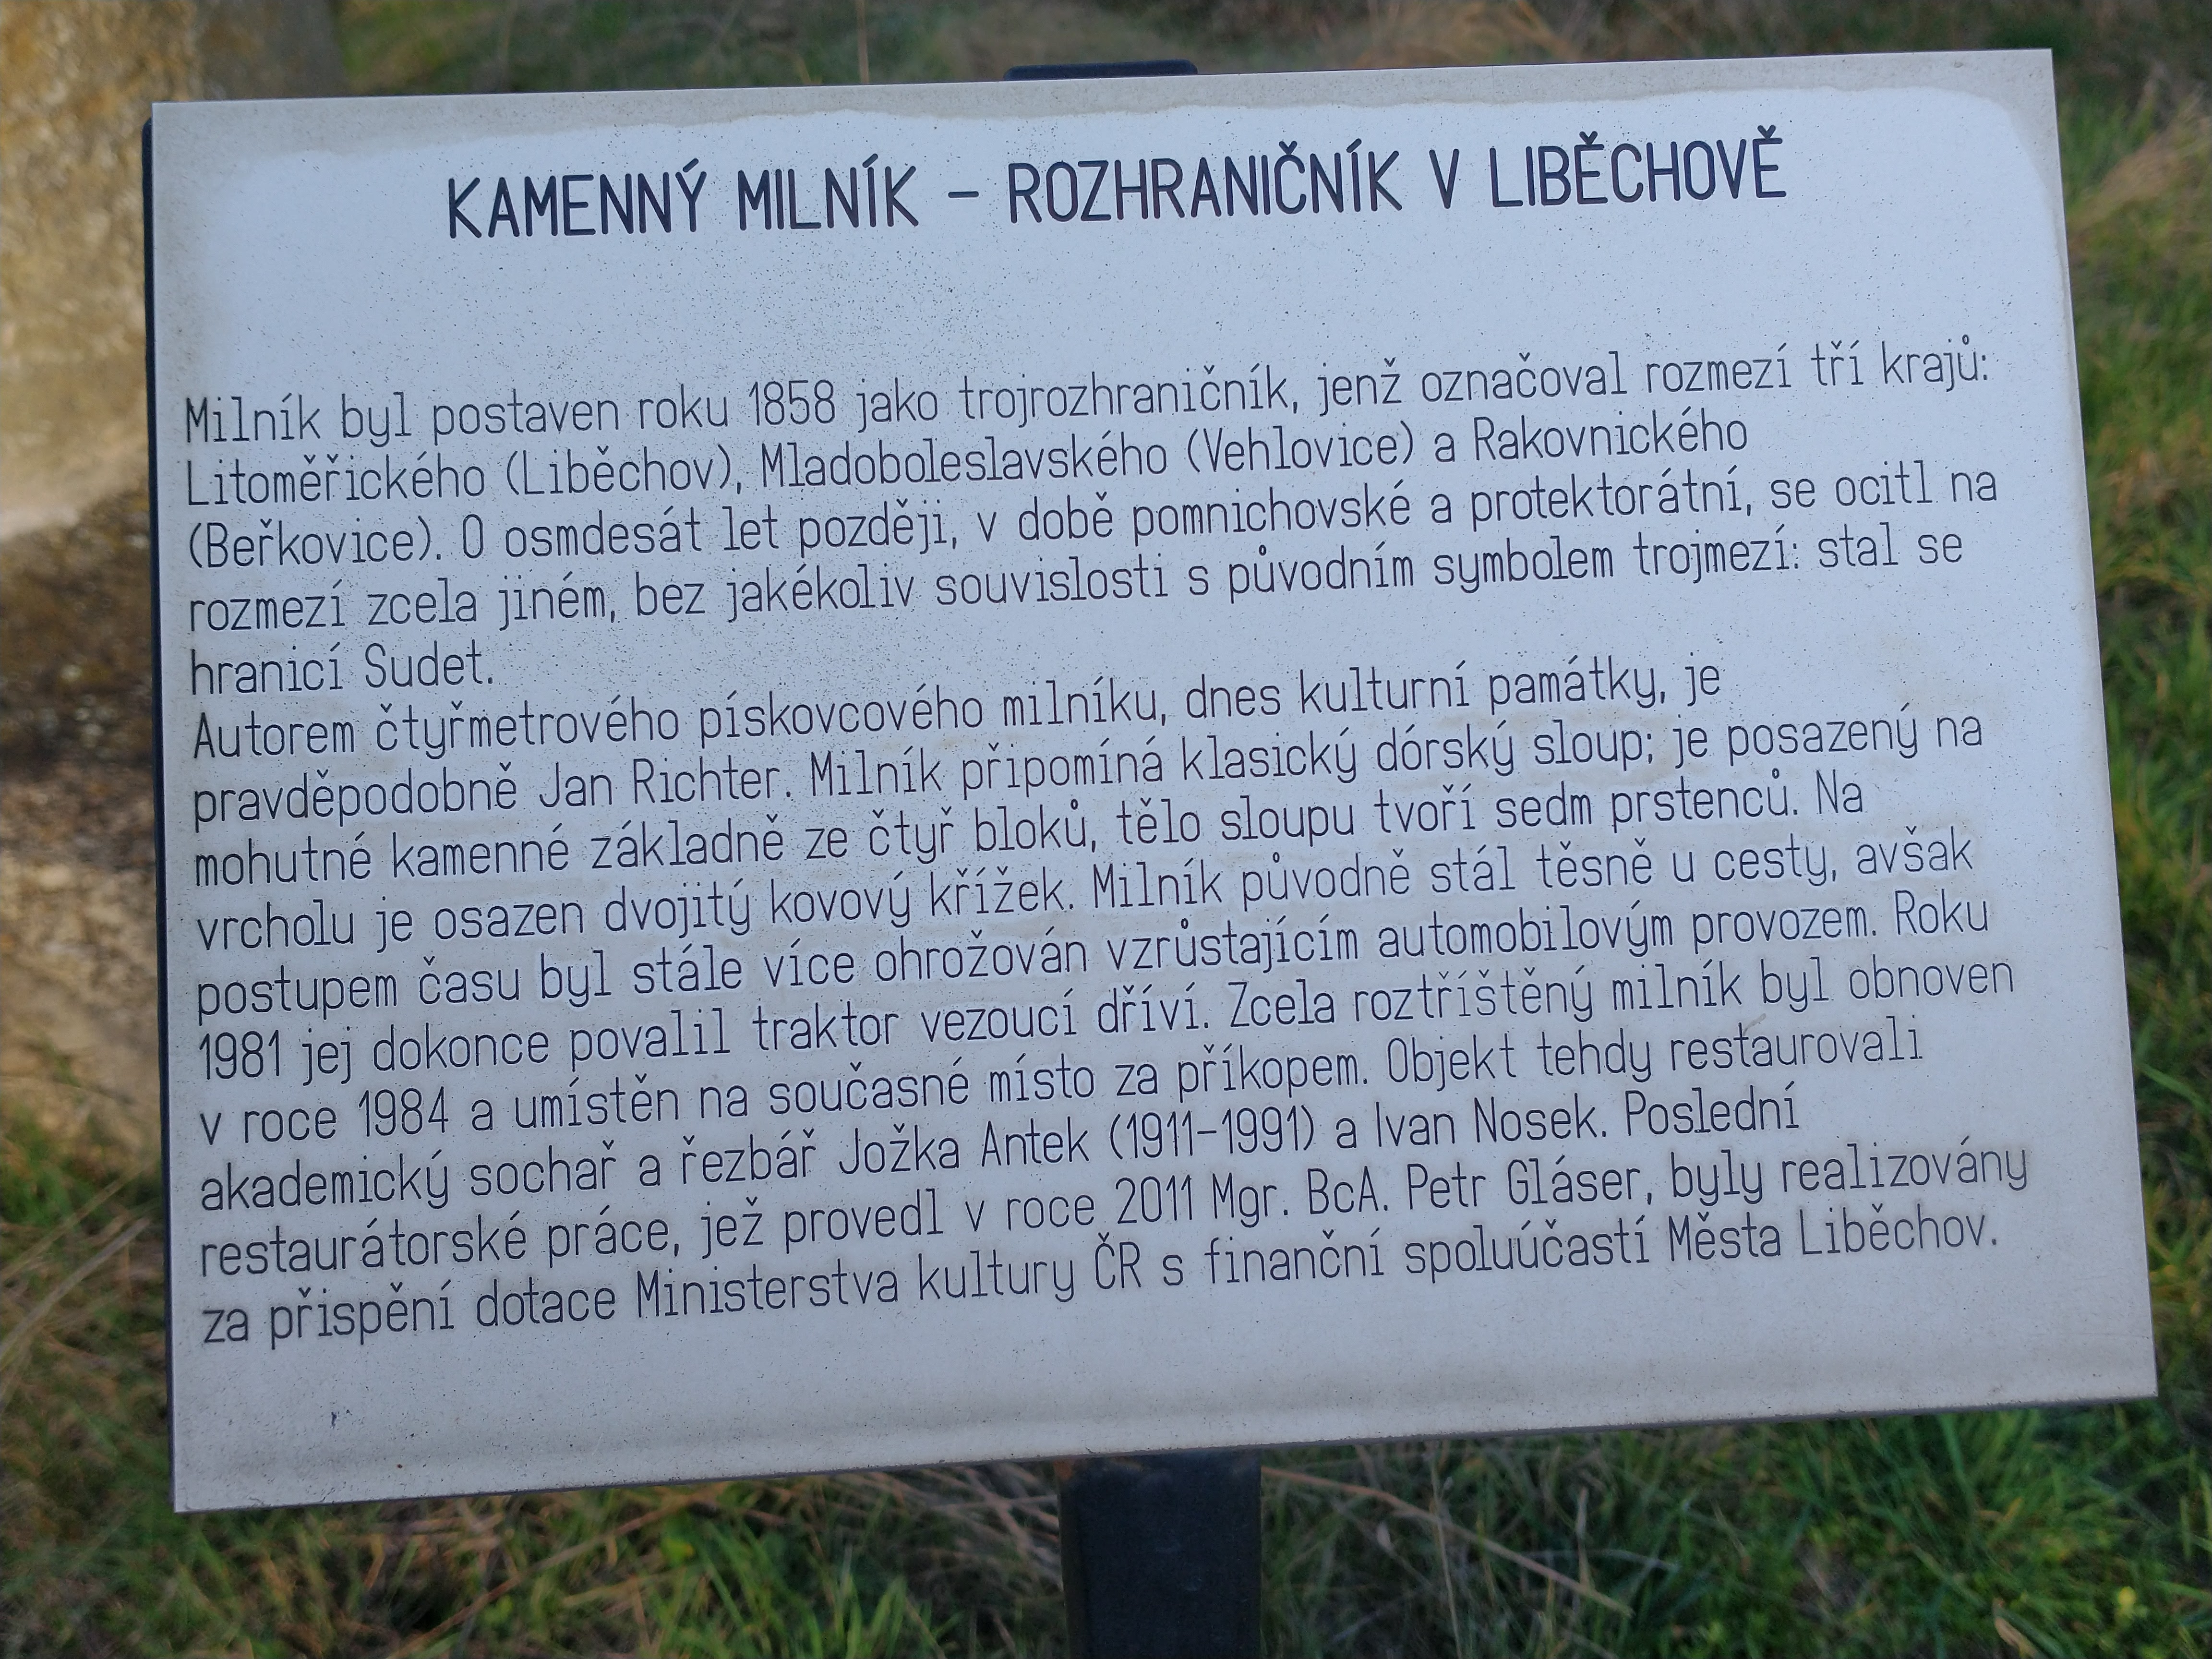 KAMENNÝ MILNÍK – ROZHRANIČNÍK V LIBĚCHOVĚ
Milník byl postaven roku 1858 jako trojrozhraničník, jenž označoval rozmezí tří krajů:
Litoměřického (Liběchov), Mladoboleslavského (Vehlovice) a Rakovnického
(Beřkovice). O osmdesát let později, v době pomnichovské a protektorátní, se ocitl na
rozmezí zcela jiném, bez jakékoliv souvislosti s původním symbolem trojmezí: stal se
hranicí Sudet.
Autorem čtyřmetrového pískovcového milníku, dnes kulturní památky, je
pravděpodobně Jan Richter. Milník připomíná klasický dórský sloup; je posazený na
mohutné kamenné základně ze čtyř bloků, tělo sloupu tvoří sedm prstenců. Na
vrcholu je osazen dvojitý kovový křížek. Milník původně stál těsně u cesty, avšak
postupem času byl stále více ohrožován vzrůstajícím automobilovým provozem. Roku
1981 jej dokonce povalil traktor vezoucí dříví. Zcela roztříštěný milník byl obnoven
v roce 1984 a umístěn na současné místo za příkopem. Objekt tehdy restaurovali
akademický sochař a řezbář Jožka Antek (1911-1991) a Ivan Nosek. Poslední
restaurátorské práce, jež provedl v roce 2011 Mgr. BcA. Petr Gláser, byly realizovány
za přispění dotace Ministerstva kultury ČR s finanční spoluúčastí Města Liběchov.